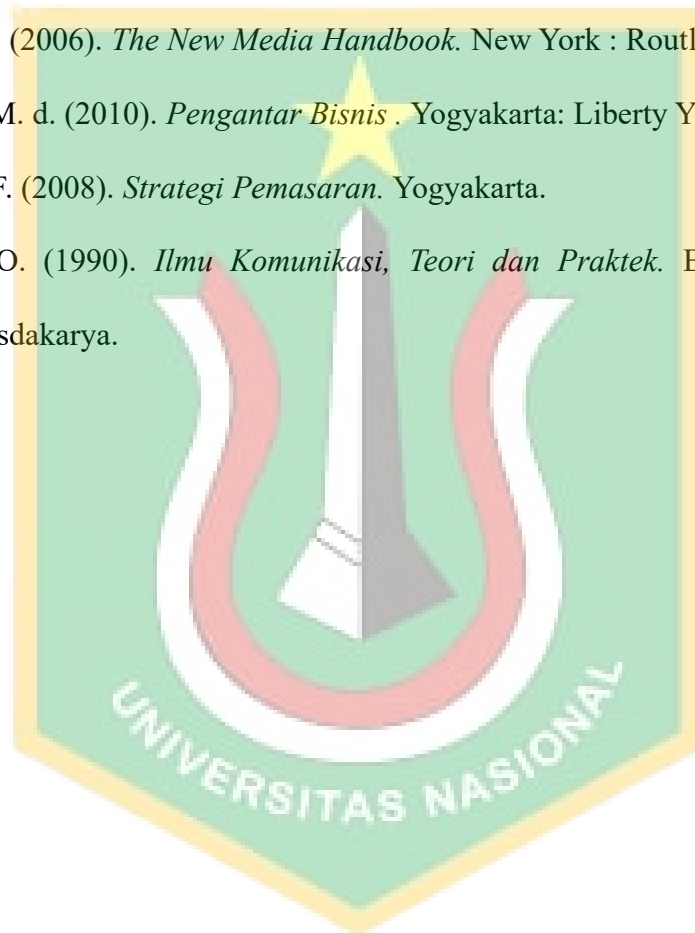 (2006). The New Media Handbook. New York : Routl
M. d. (2010). Pengantar Bisnis . Yogyakarta: Liberty Y
F. (2008). Strategi Pemasaran. Yogyakarta.
O. (1990). Ilmu Komunikasi, Teori dan Praktek.
sdakarya.
UNIVERSITAS NASIONAL